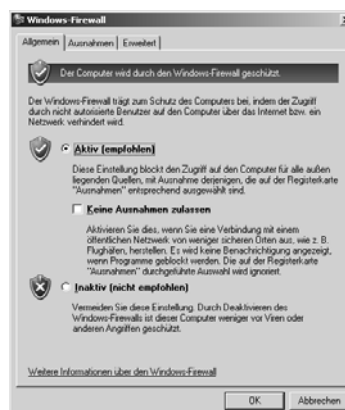 Windows-Firewall
Allgemein Ausnahmen Erweitert
Der Computer wird durch den Windows-Firewall geschützt.
Der Windows-Firewall trägt zum Schutz des Computers bei, indem der Zugriff
durch nicht autorisierte Benutzer auf den Computer über das Internet bzw. ein
Netzwerk verhindert wird.
Aktiv (empfohlen)
Diese Einstellung blockt den Zugriff auf den Computer für alle außen
liegenden Quellen, mit Ausnahme derjenigen, die auf der Registerkarte
"Ausnahmen" entsprechend ausgewählt sind.
Keine Ausnahmen zulassen
Aktivieren Sie dies, wenn Sie eine Verbindung mit einem
öffentlichen Netzwerk von weniger sicheren Orten aus, wie z. B.
Flughäfen, herstellen. Es wird keine Benachrichtigung angezeigt,
wenn Programme geblockt werden. Die auf der Registerkarte
"Ausnahmen" durchgeführte Auswahl wird ignoriert.
Inaktiv (nicht empfohlen)
Vermeiden Sie diese Einstellung. Durch Deaktivieren des
Windows-Firewalls ist dieser Computer weniger vor Viren oder
anderen Angriffen geschützt.
Weitere Informationen über den Windows-Firewall
OK Abbrechen